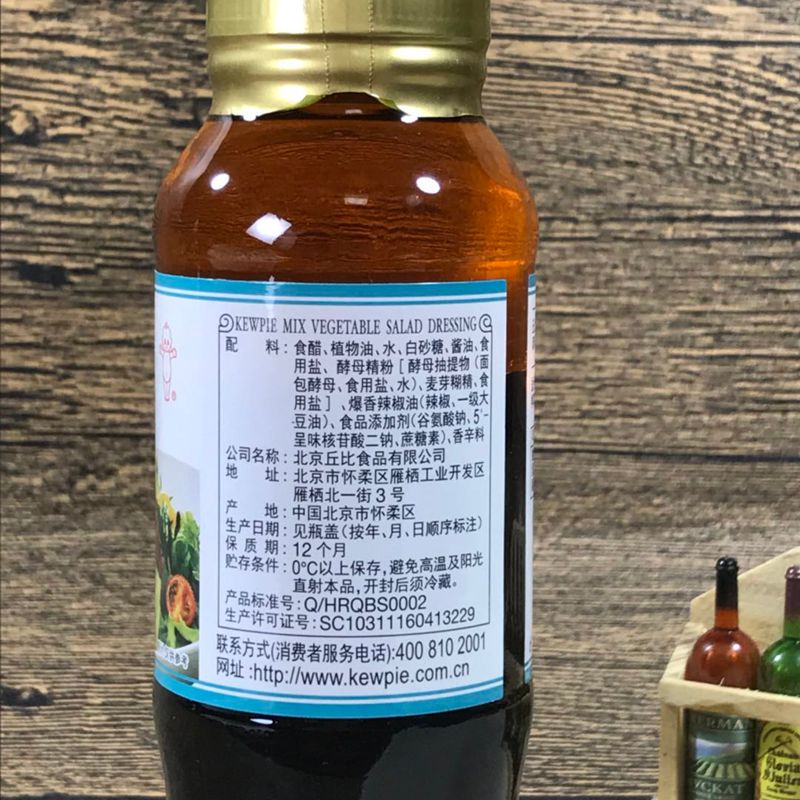 KEWPIE MIX VEGETABLE SALAD DRESSING
配 料:食醋、植物油、水、白砂糖、酱油、食
用盐、酵母精粉[酵母抽提物(面
包酵母、食用盐、水)、麦芽糊精、食
用盐]、爆香辣椒油(辣椒、一级大
豆油)、食品添加剂(谷氨酸钠、5'-
呈味核苷酸二钠、蔗糖素)、香辛料
公司名称:北京丘比食品有限公司
地 址:北京市怀柔区雁栖工业开发区
雁栖北一街3号
产 地:中国北京市怀柔区
生产日期:见瓶盖(按年、月、日顺序标注)
保 质 期:12个月
贮存条件:0℃以上保存,避免高温及阳光
直射本品,开封后须冷藏。
产品标准号:Q/HRQBS0002
生产许可证号:SC10311160413229
联系方式(消费者服务电话):400 810 2001
网址:http://www.kewpie.com.cn
®
供参考